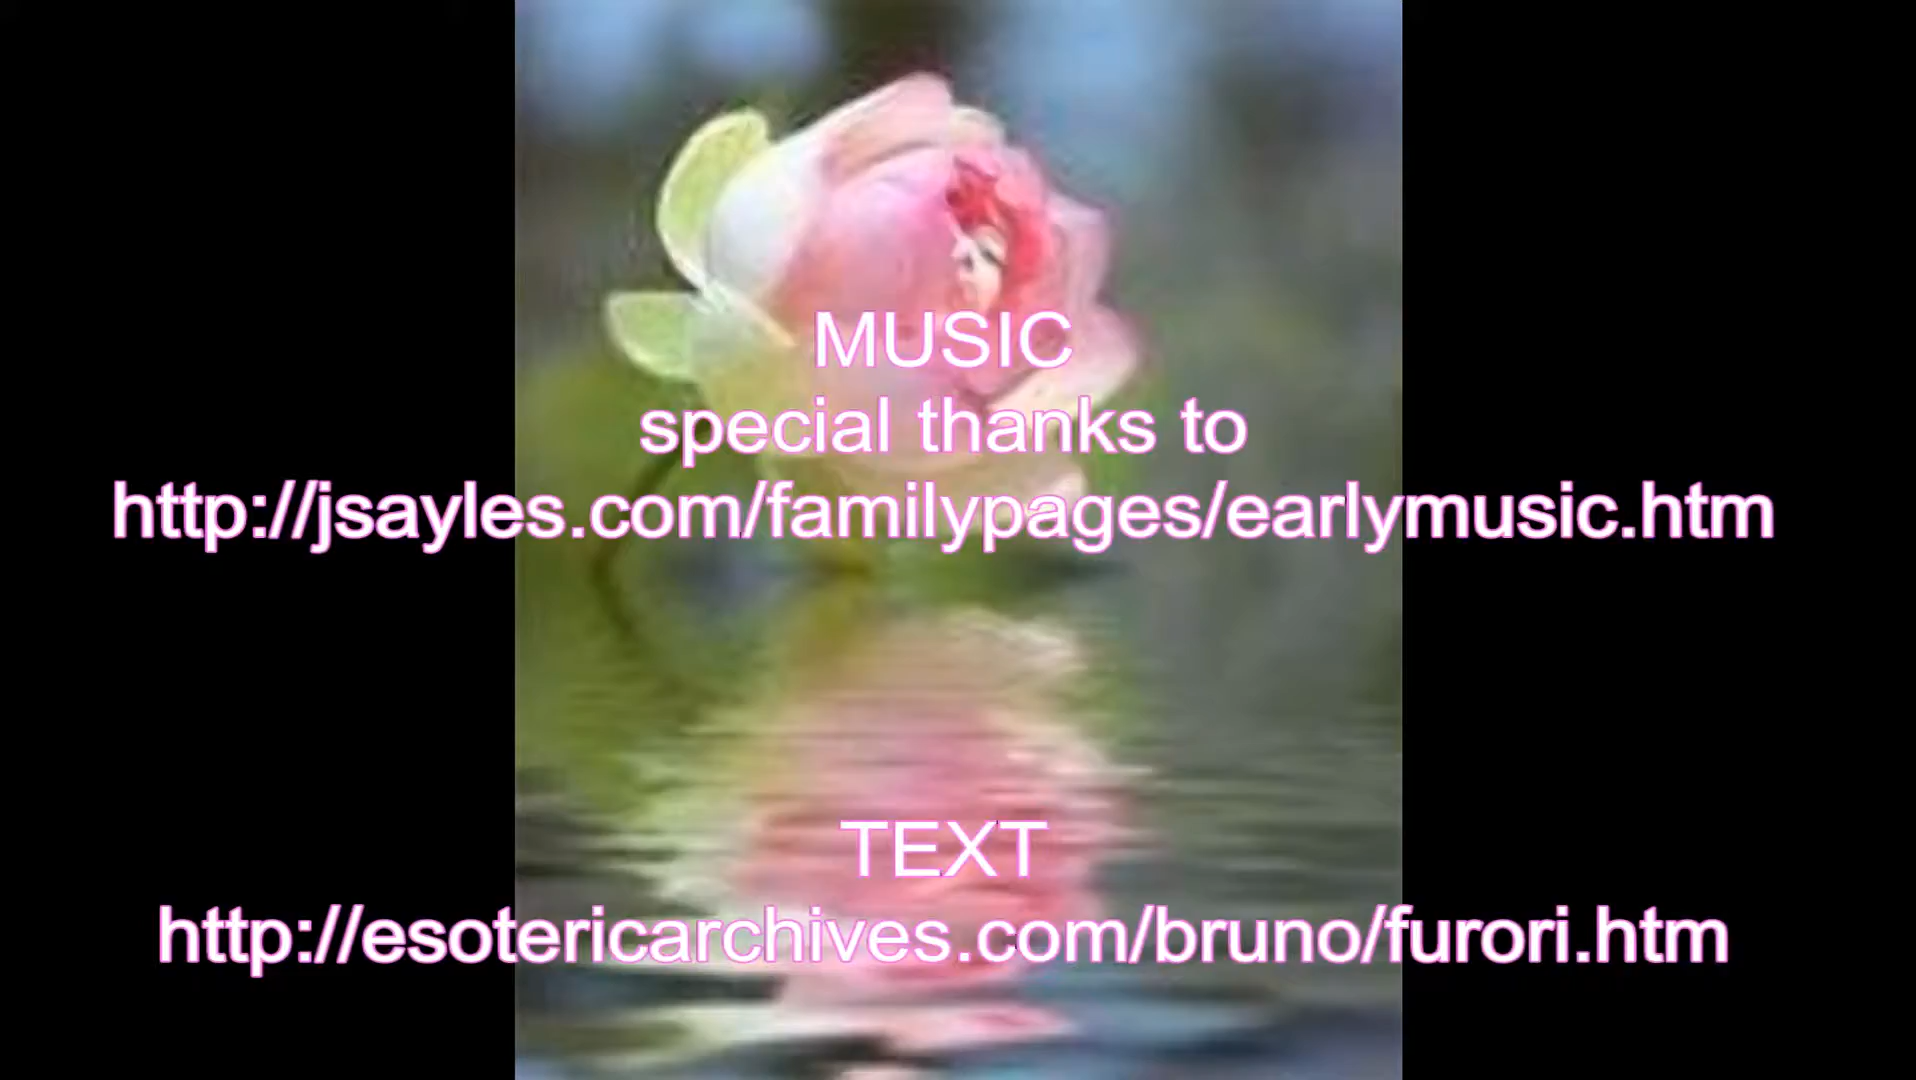 MUSIC
special thanks to
http://jsayles.com/familypages/earlymusic.htm
TEXT
http://esotericarchives.com/bruno/furori.htm